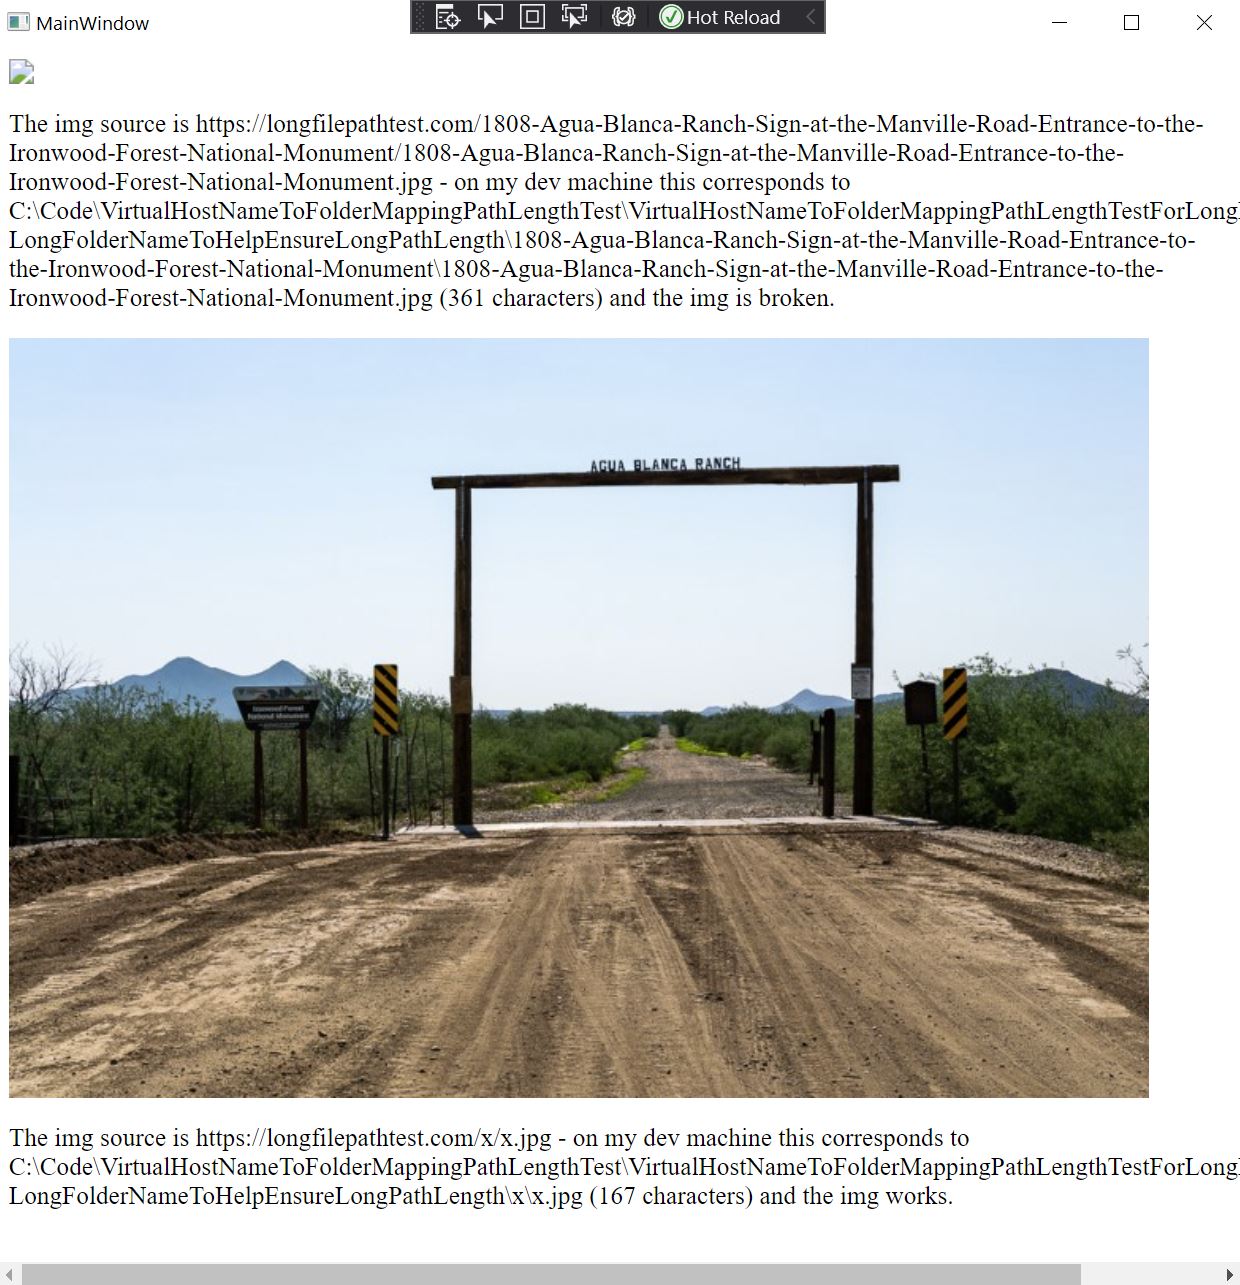 MainWindow
Hot Reload
The img source is https://longfilepathtest.com/1808-Agua-Blanca-Ranch-Sign-at-the-Manville-Road-Entrance-to-the-
Ironwood-Forest-National-Monument/1808-Agua-Blanca-Ranch-Sign-at-the-Manville-Road-Entrance-to-the-
Ironwood-Forest-National-Monument.jpg - on my dev machine this corresponds to
C:\Code\VirtualHostNameToFolderMappingPathLengthTest\VirtualHostNameToFolderMappingPathLengthTestForLong
LongFolderNameToHelpEnsureLongPathLength\1808-Agua-Blanca-Ranch-Sign-at-the-Manville-Road-Entrance-to-
the-Ironwood-Forest-National-Monument\1808-Agua-Blanca-Ranch-Sign-at-the-Manville-Road-Entrance-to-the-
Ironwood-Forest-National-Monument.jpg (361 characters) and the img is broken.
AGUA BLANCA RANCH
Ironwood Forest
National Monument
The img source is https://longfilepathtest.com/x/x.jpg - on my dev machine this corresponds to
C:\Code\VirtualHostNameToFolderMappingPathLengthTest\VirtualHostNameToFolderMappingPathLengthTestForLong
LongFolderNameToHelpEnsureLongPathLength\x\x.jpg (167 characters) and the img works.